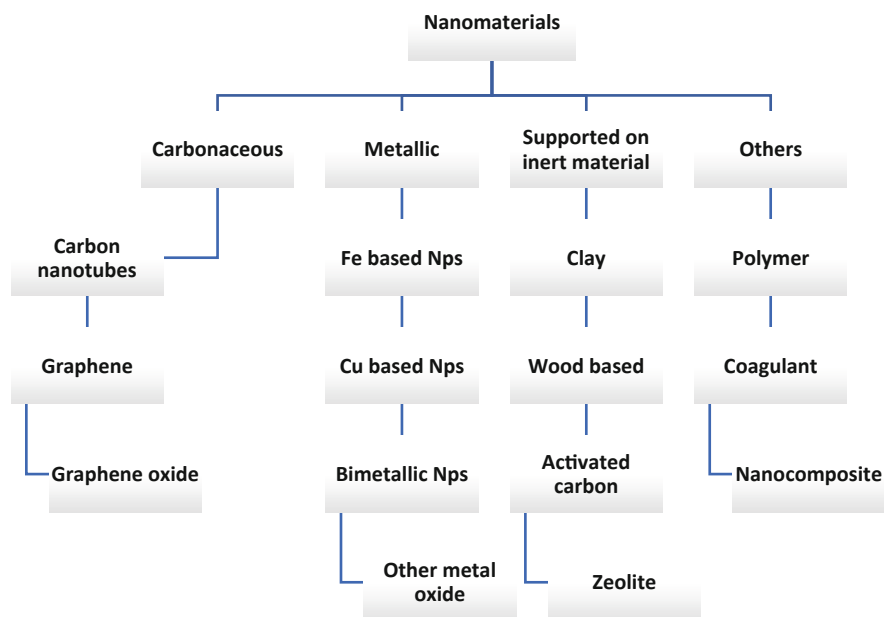 Nanomaterials
Carbonaceous
Metallic
Supported on
inert material
Others
Carbon
nanotubes
Fe based Nps
Clay
Polymer
Graphene
Cu based Nps
Wood based
Coagulant
Graphene oxide
Bimetallic Nps
Activated
carbon
Nanocomposite
Other metal
oxide
Zeolite